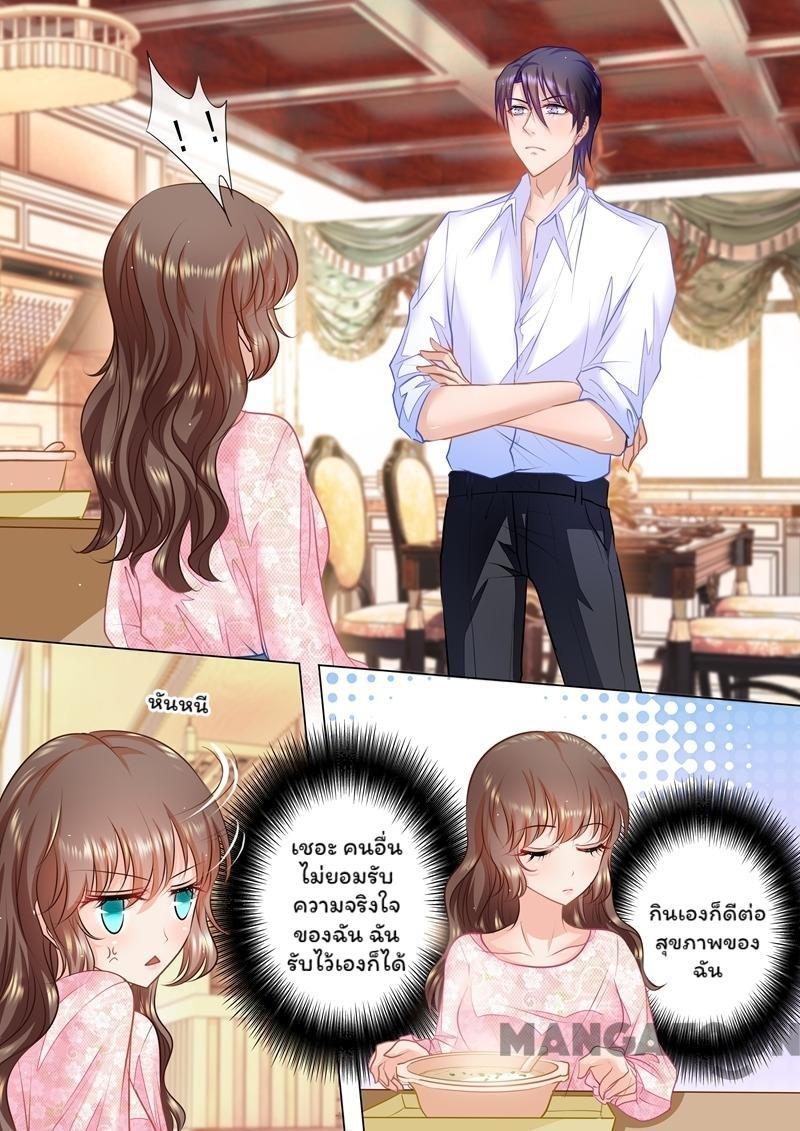 ! !
หันหนี
เชอะ คนอื่น
ไม่ยอมรับ
ความจริงใจ
ของฉัน ฉัน
รับไว้เองก็ได้
กินเองก็ดีต่อ
สุขภาพของ
ฉัน
MANGATOON